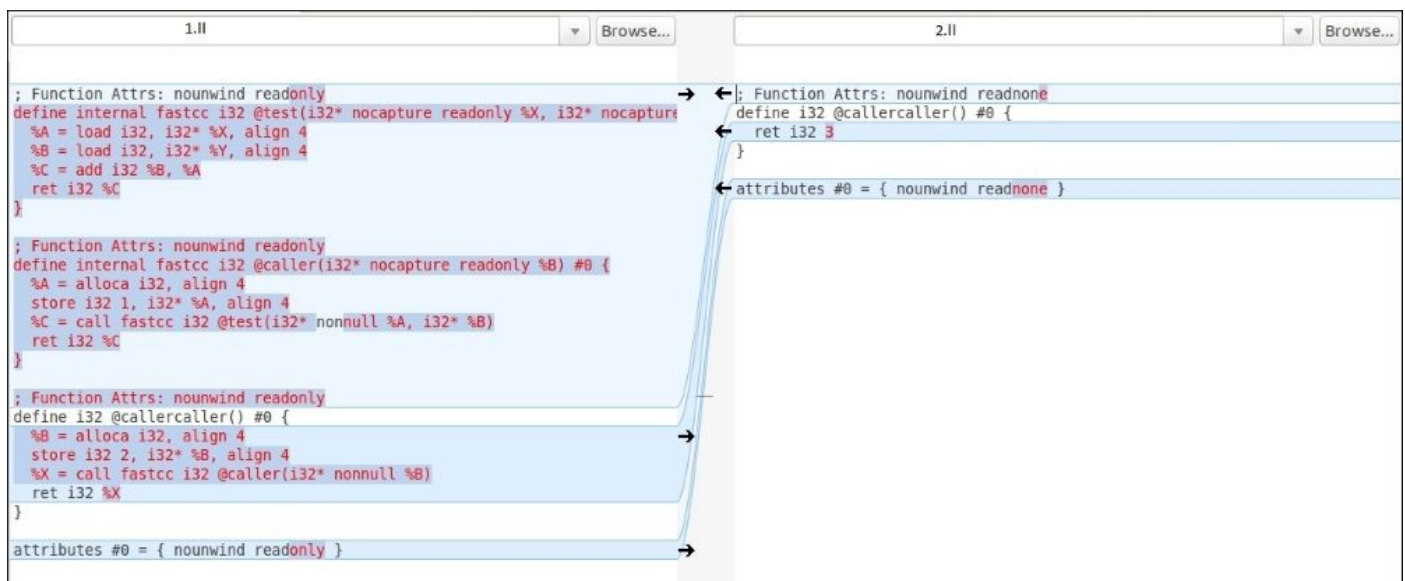 1.ll
Browse...
; Function Attrs: nounwind readonly
define internal fastcc i32 @test(i32* nocapture readonly %X, i32* nocapture
  %A = load i32, i32* %X, align 4
  %B = load i32, i32* %Y, align 4
  %C = add i32 %B, %A
  ret i32 %C
}
; Function Attrs: nounwind readonly
define internal fastcc i32 @caller(i32* nocapture readonly %B) #0 {
  %A = alloca i32, align 4
  store i32 1, i32* %A, align 4
  %C = call fastcc i32 @test(i32* nonnull %A, i32* %B)
  ret i32 %C
}
; Function Attrs: nounwind readonly
define i32 @callercaller() #0 {
  %B = alloca i32, align 4
  store i32 2, i32* %B, align 4
  %X = call fastcc i32 @caller(i32* nonnull %B)
  ret i32 %X
}
attributes #0 = { nounwind readonly }
2.ll
Browse...
; Function Attrs: nounwind readnone
define i32 @callercaller() #0 {
  ret i32 3
}
attributes #0 = { nounwind readnone }